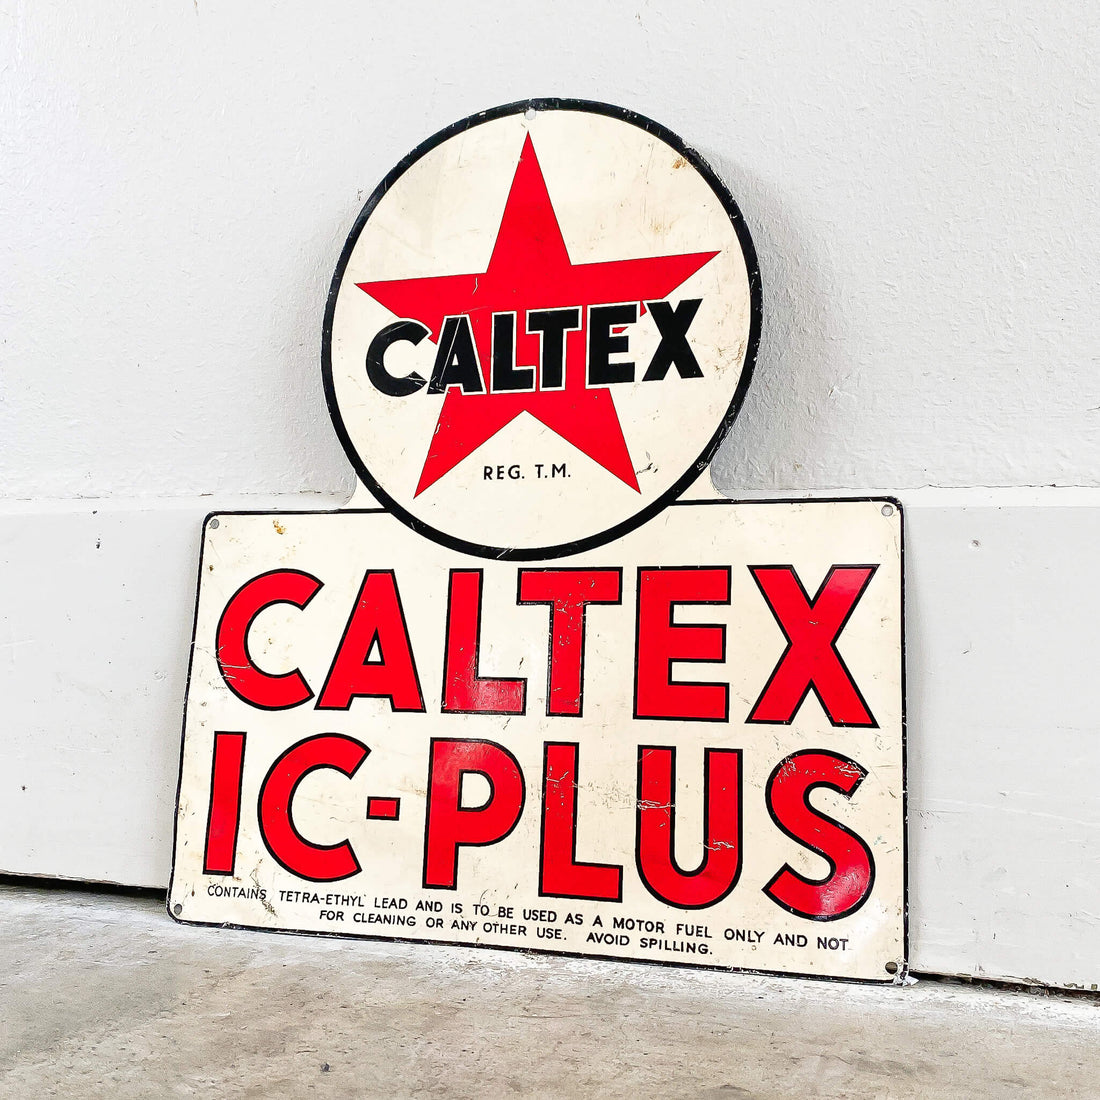 CALTEX
REG. T.M.
CALTEX
IC-PLUS
CONTAINS TETRA-ETHYL LEAD AND IS TO BE USED AS A MOTOR FUEL ONLY AND NOT
FOR CLEANING OR ANY OTHER USE. AVOID SPILLING.